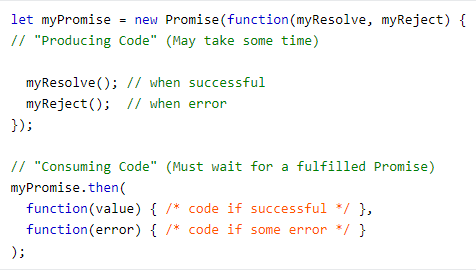 let myPromise = new Promise(function(myResolve, myReject) {
// "Producing Code" (May take some time)

  myResolve(); // when successful
  myReject();  // when error
});

// "Consuming Code" (Must wait for a fulfilled Promise)
myPromise.then(
  function(value) { /* code if successful */ },
  function(error) { /* code if some error */ }
);